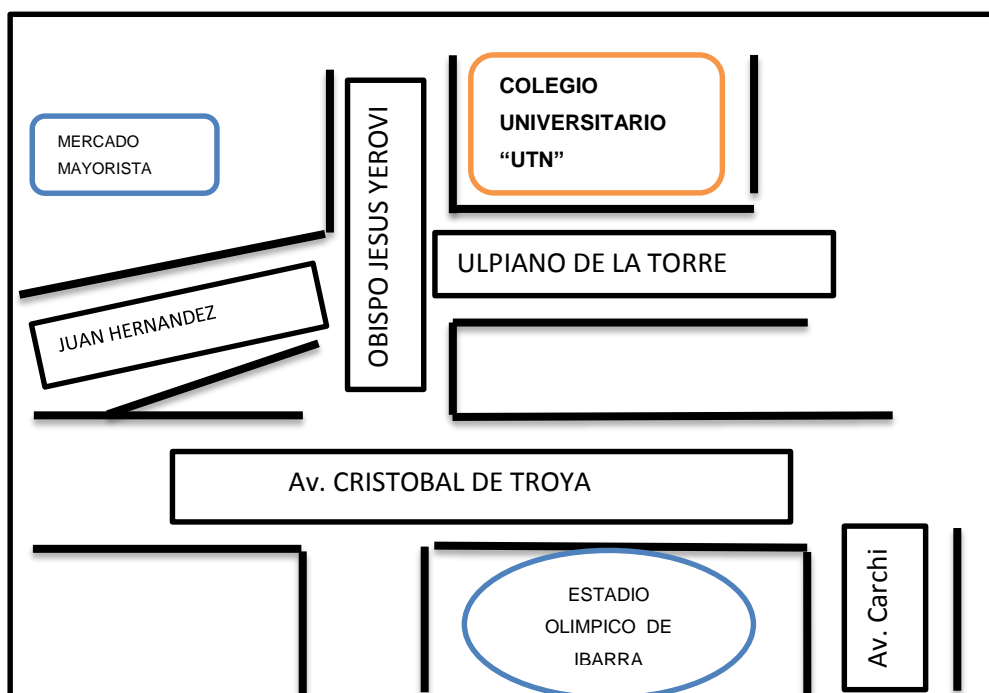 COLEGIO
UNIVERSITARIO
“UTN”
MERCADO
MAYORISTA
OBISPO JESUS YEROVI
ULPIANO DE LA TORRE
JUAN HERNANDEZ
Av. CRISTOBAL DE TROYA
ESTADIO
OLIMPICO DE
IBARRA
Av. Carchi